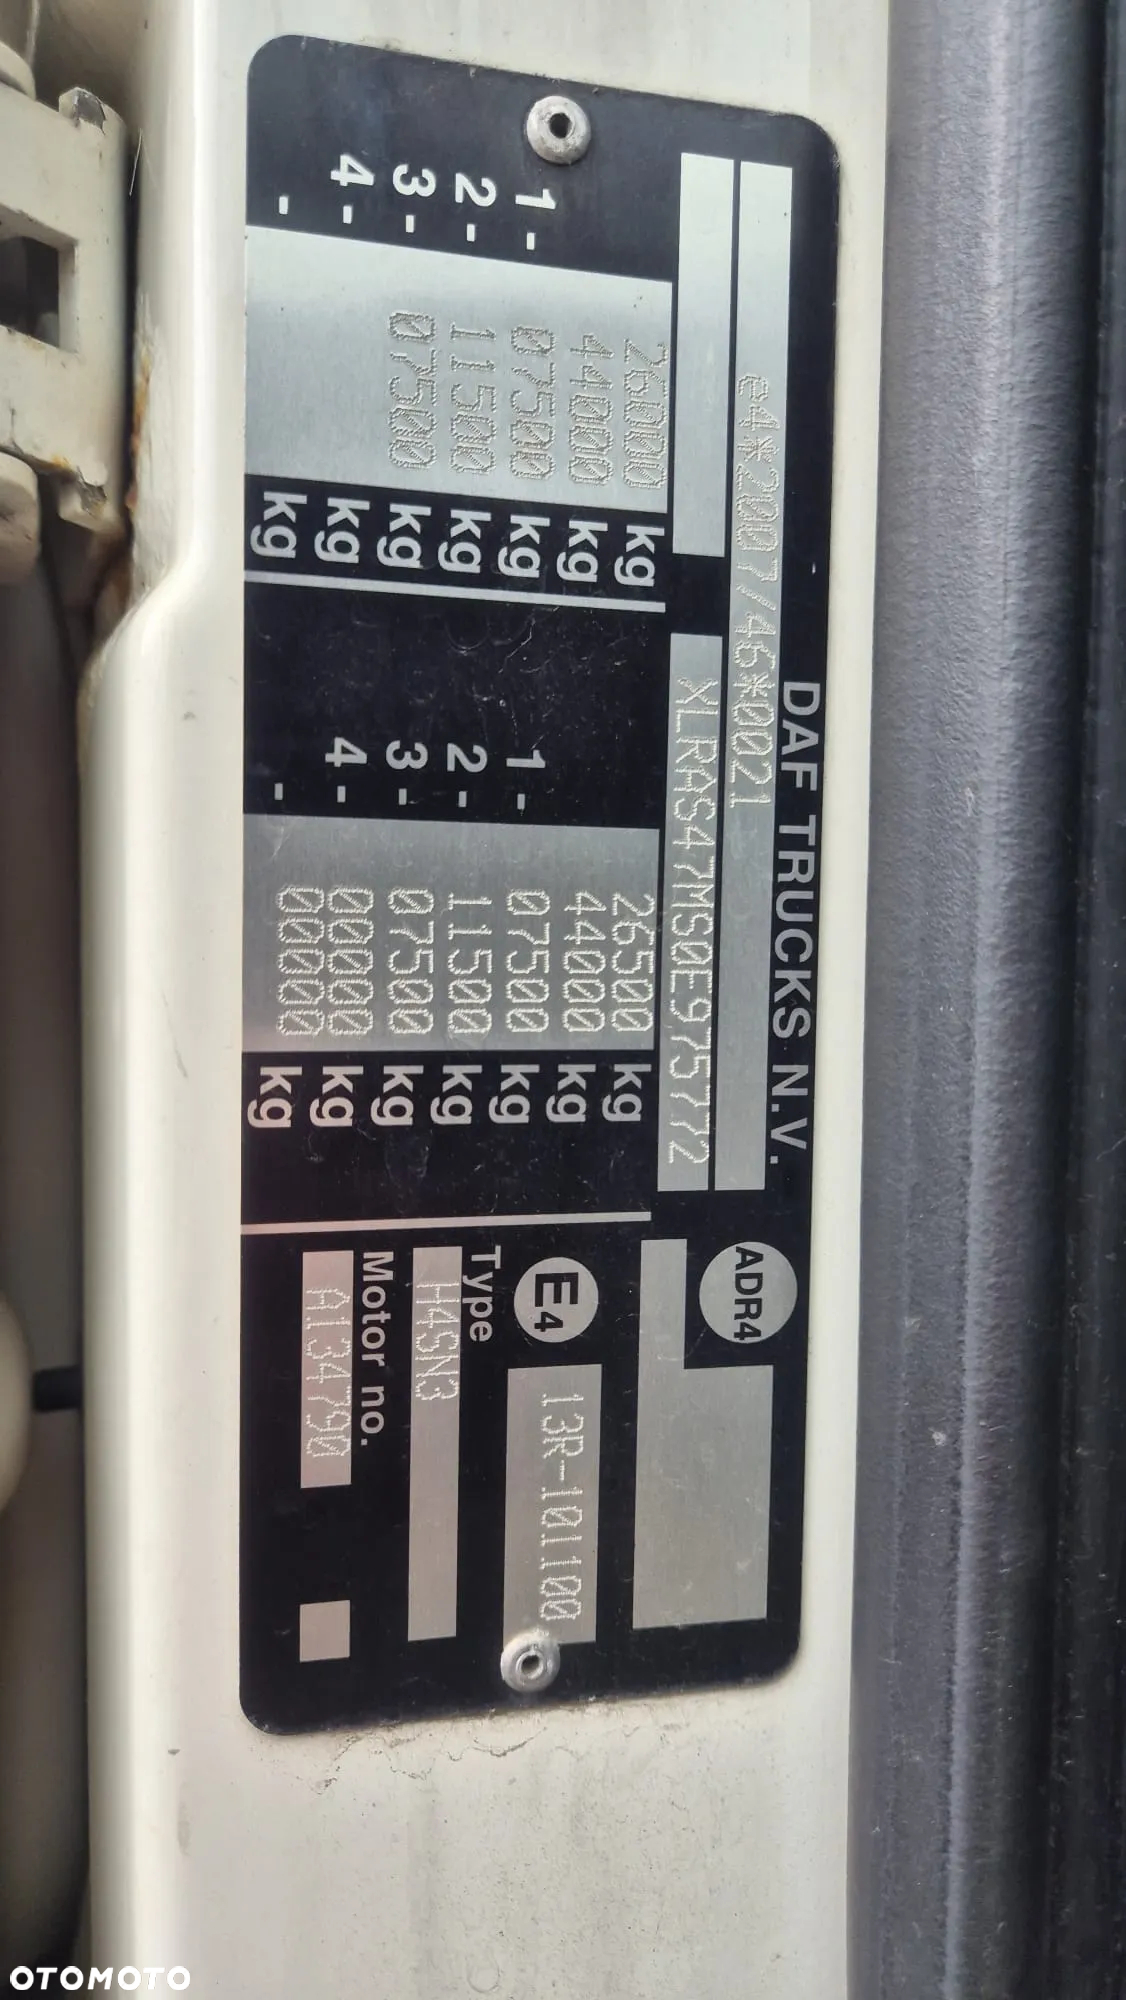 DAF TRUCKS N.V.
e4*2007/46*0021
XLRAS47MS0E975772
26000 kg
44000 kg
1- 07500 kg
2- 11500 kg
3- 07500 kg
4- kg
- kg
26500 kg
44000 kg
1- 07500 kg
2- 11500 kg
3- 07500 kg
4- 00000 kg
- 00000 kg
ADR4
E4 13R-101100
Type
H4SN3
Motor no.
A134790
OTOMOTO